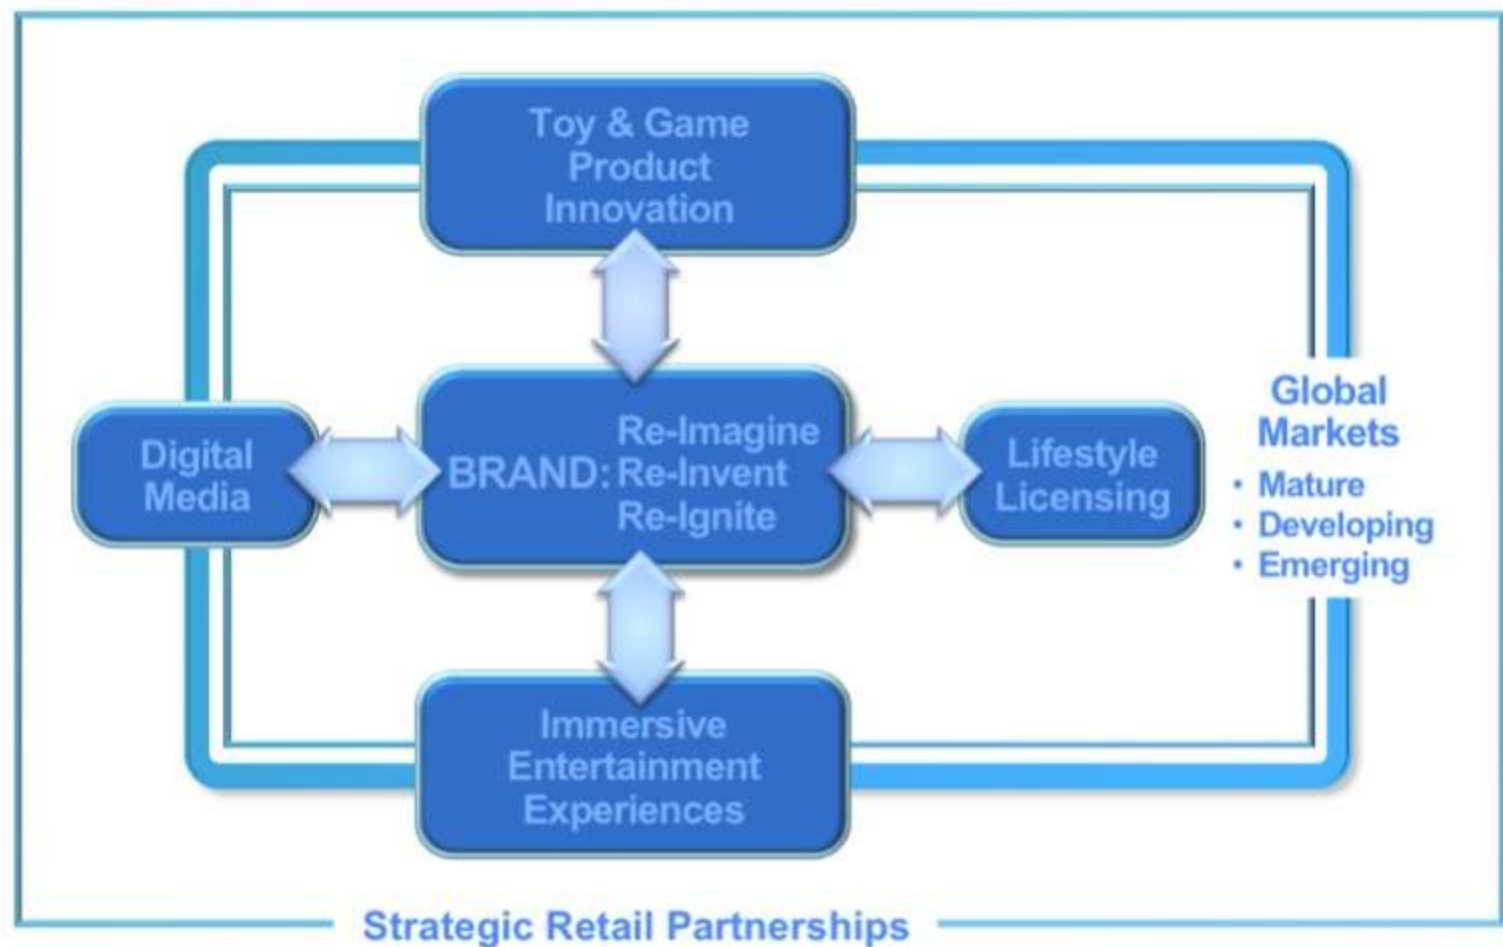 Toy & Game
Product
Innovation
Digital
Media
BRAND:
Re-Imagine
Re-Invent
Re-Ignite
Lifestyle
Licensing
Global
Markets
• Mature
• Developing
• Emerging
Immersive
Entertainment
Experiences
Strategic Retail Partnerships